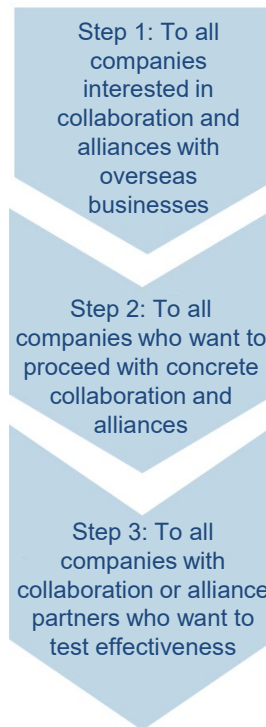 Step 1: To all
companies
interested in
collaboration and
alliances with
overseas
businesses
Step 2: To all
companies who want to
proceed with concrete
collaboration and
alliances
Step 3: To all
companies with
collaboration or alliance
partners who want to
test effectiveness